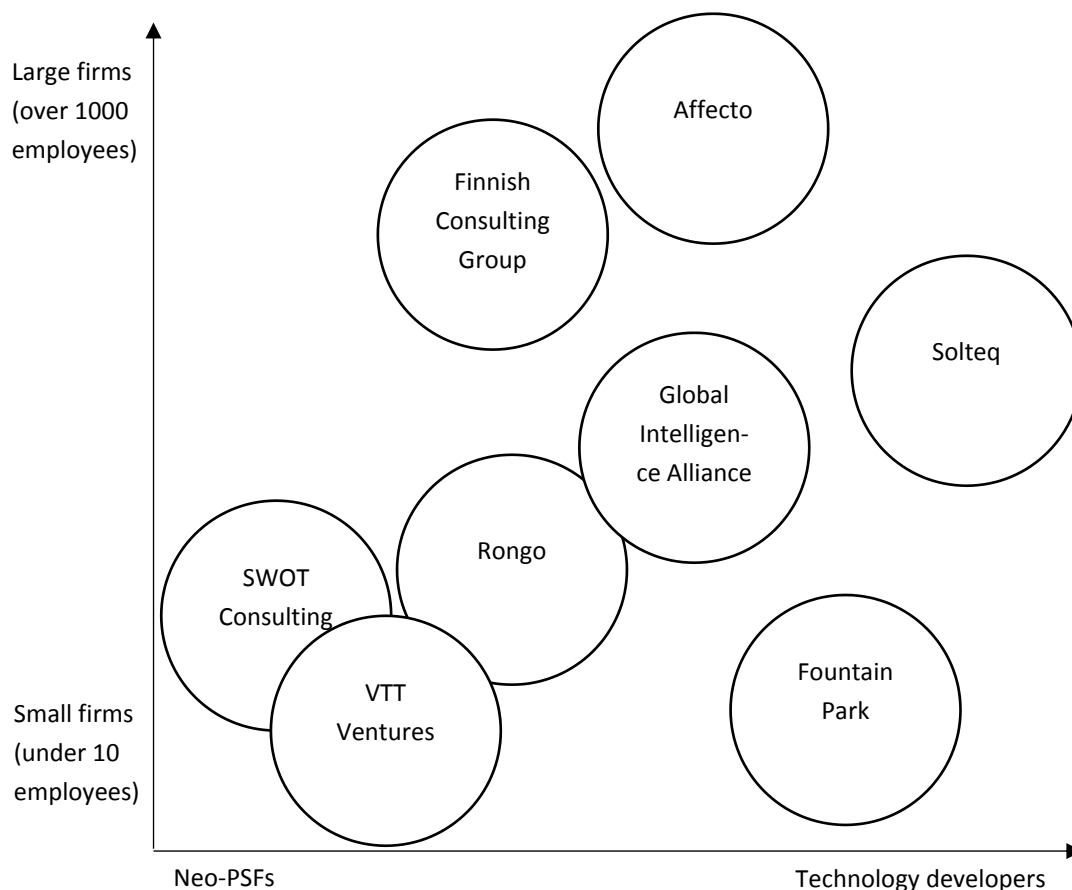 Large firms
(over 1000
employees)
Affecto
Finnish
Consulting
Group
Solteq
Global
Intelligen-
ce Alliance
Rongo
SWOT
Consulting
VTT
Ventures
Fountain
Park
Small firms
(under 10
employees)
Neo-PSFs
Technology developers